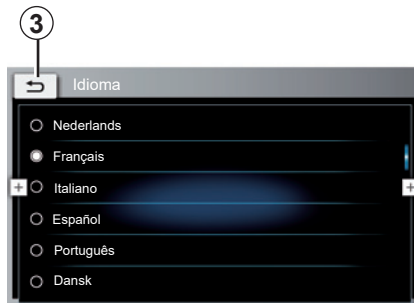 3
Idioma
Nederlands
Français
Italiano
Español
Português
Dansk